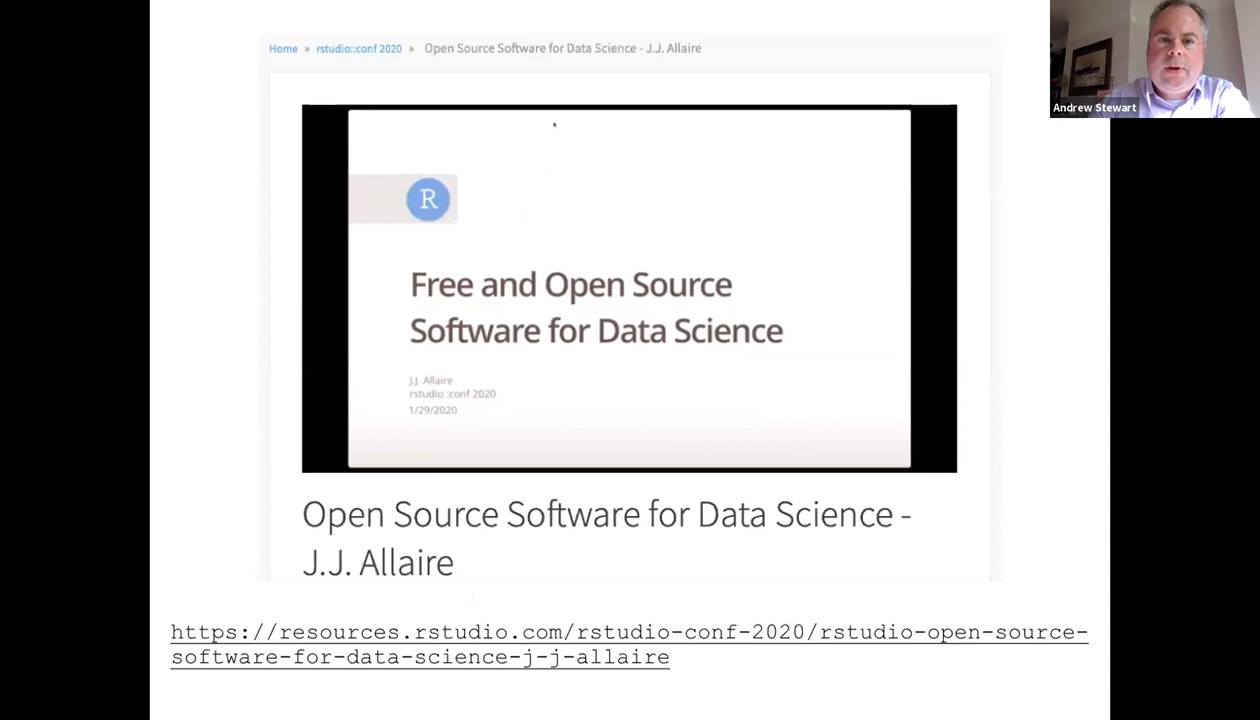 Home » rstudio::conf 2020 » Open Source Software for Data Science - J.J. Allaire
Andrew Stewart
R
Free and Open Source
Software for Data Science
J.J. Allaire
rstudio::conf 2020
1/29/2020
Open Source Software for Data Science -
J.J. Allaire
https://resources.rstudio.com/rstudio-conf-2020/rstudio-open-source-
software-for-data-science-j-j-allaire